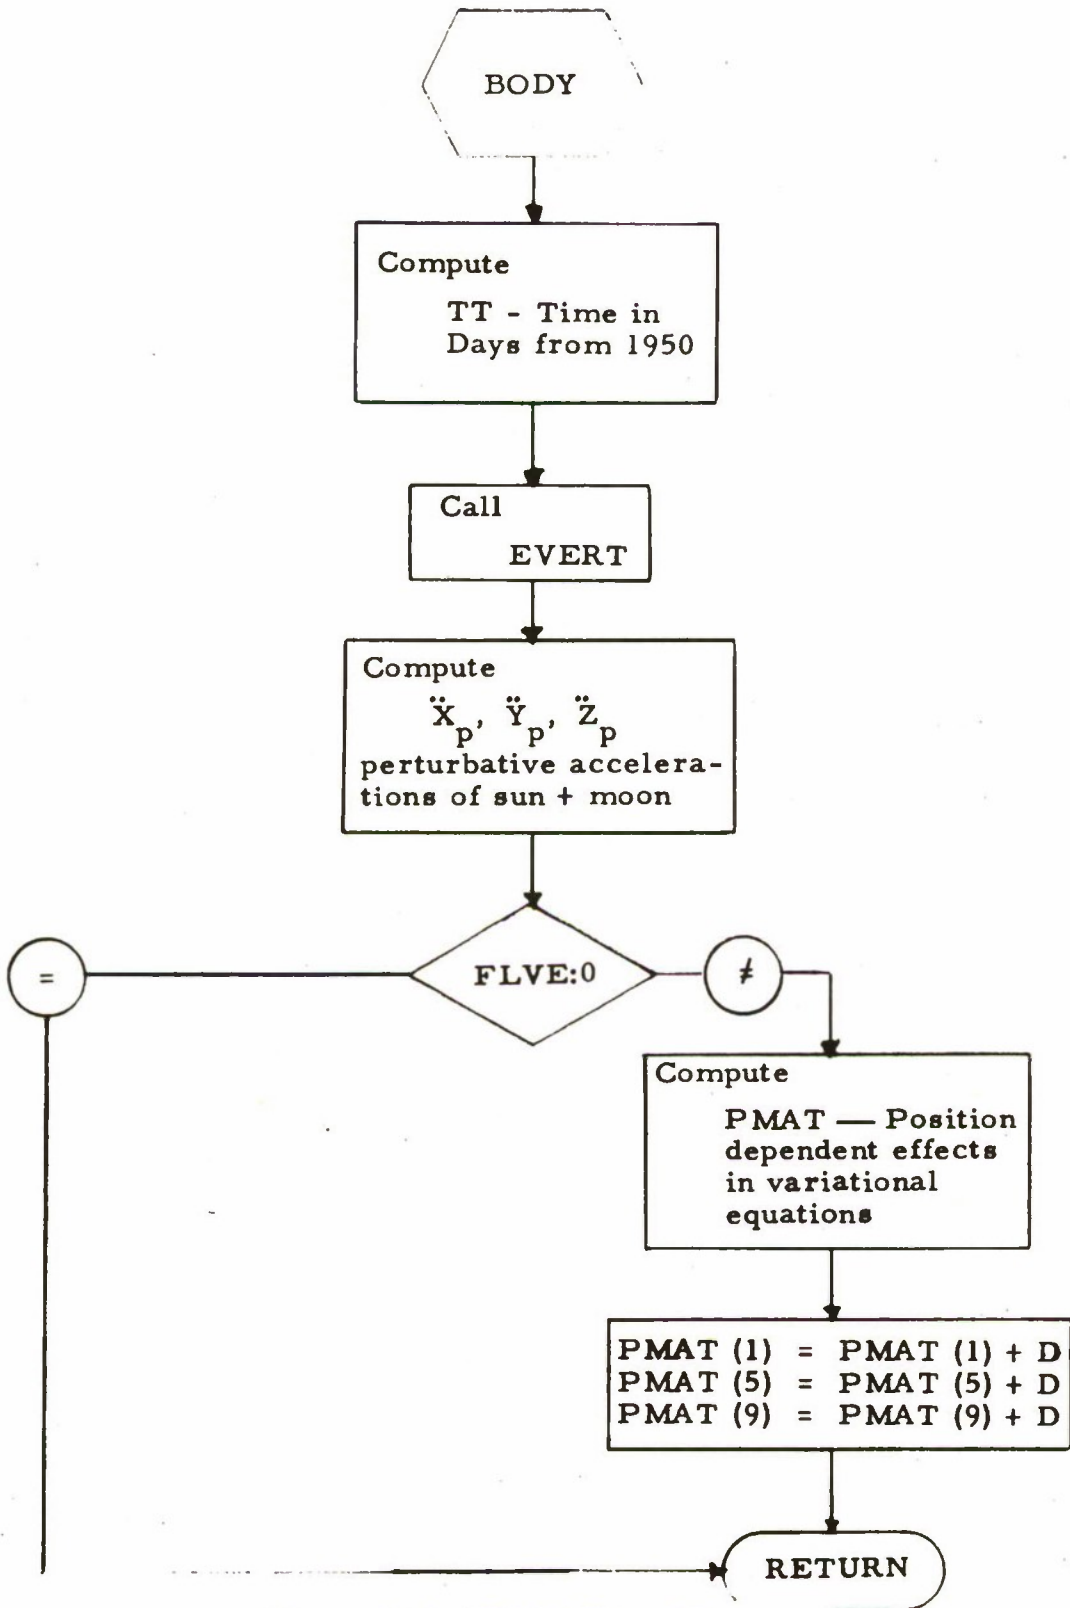 BODY
Compute
TT - Time in
Days from 1950
Call
EVERT
Compute
Ẍp, Ÿp, Z̈p
perturbative accelera-
tions of sun + moon
=
FLVE:0
≠
Compute
PMAT — Position
dependent effects
in variational
equations
PMAT (1) = PMAT (1) + D
PMAT (5) = PMAT (5) + D
PMAT (9) = PMAT (9) + D
RETURN